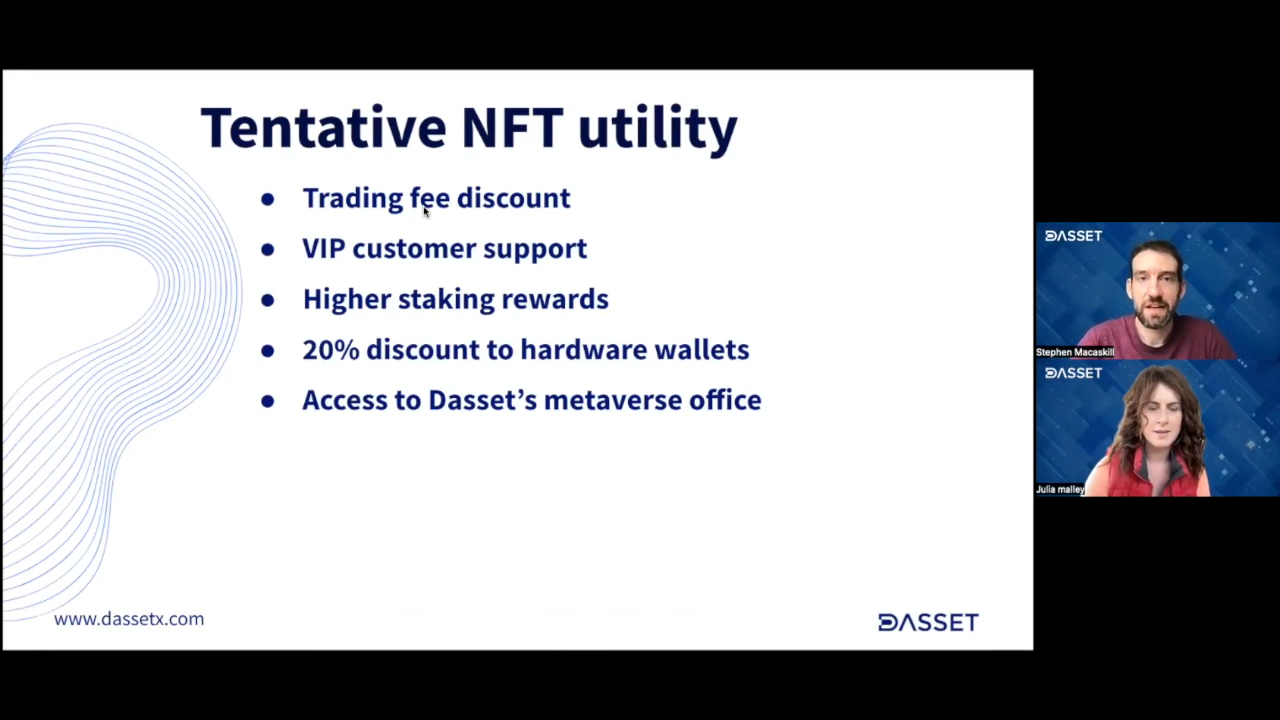 Tentative NFT utility
● Trading fee discount
● VIP customer support
● Higher staking rewards
● 20% discount to hardware wallets
● Access to Dasset’s metaverse office
www.dassetx.com
DASSET
DASSET
Stephen Macaskill
DASSET
Julia malley